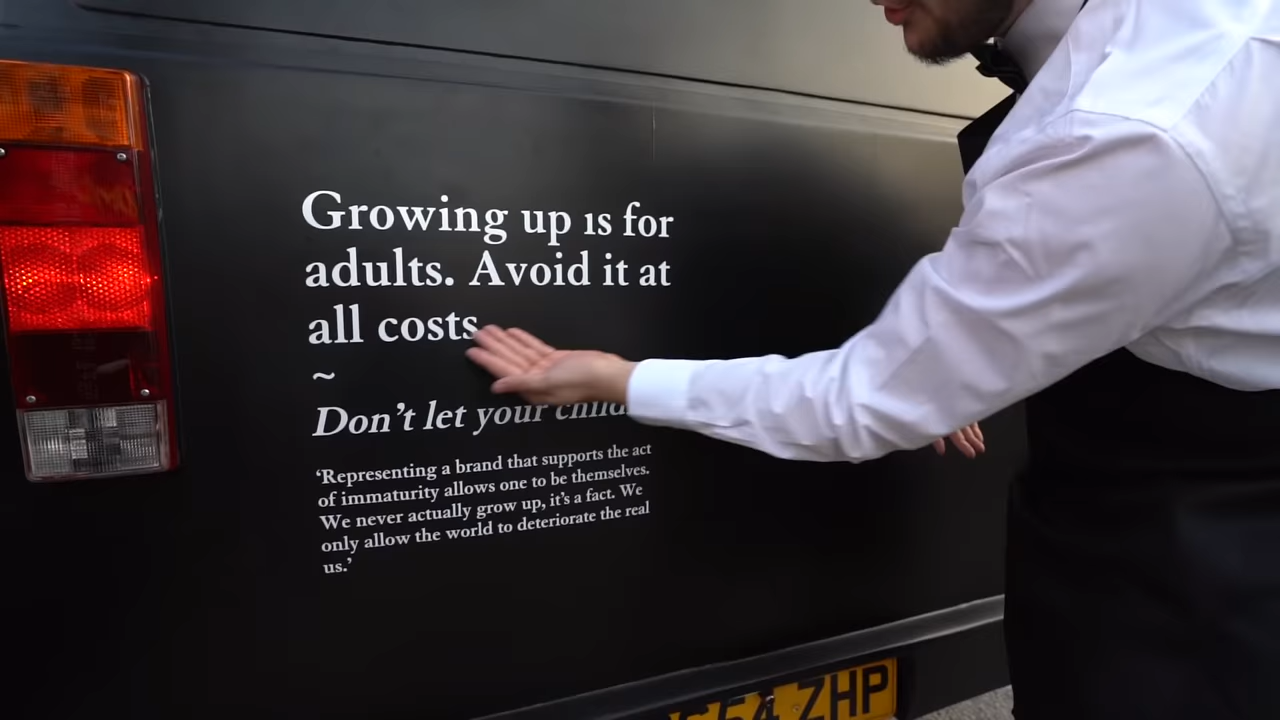 Growing up is for
adults. Avoid it at
all costs
~
Don't let your
'Representing a brand that supports the act
of immaturity allows one to be themselves.
We never actually grow up, it's a fact. We
only allow the world to deteriorate the real
us.'
54 ZHP